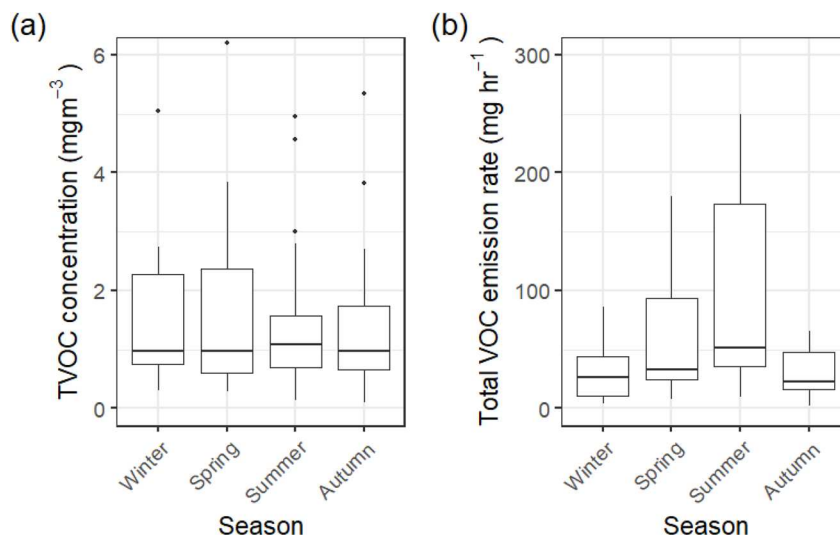 (a)
TVOC concentration (mgm⁻³ )
6
4
2
0
Winter
Spring
Summer
Autumn
Season
(b)
Total VOC emission rate (mg hr⁻¹ )
300
200
100
0
Winter
Spring
Summer
Autumn
Season